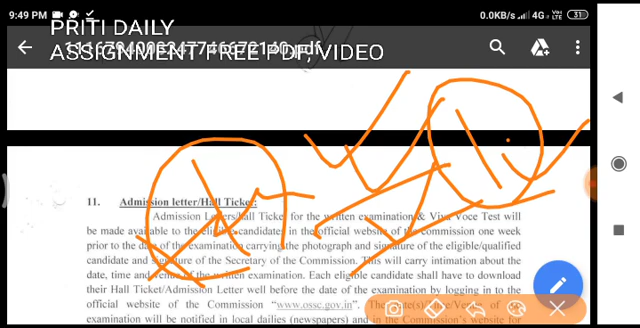 9:49 PM 0.0KB/s 4G VoLTE 31
PRITI DAILY
ASSIGNMENT FREE PDF, VIDEO
11. Admission letter/Hall Ticket:
Admission Letters/Hall Ticket for the written examination & Viva Voce Test will
be made available to the eligible candidates in the official website of the commission one week
prior to the date of the examination carrying the photograph and signature of the eligible/qualified
candidate and signature of the Secretary of the Commission. This will carry intimation about the
date, time and venue of the written examination. Each eligible candidate shall have to download
their Hall Ticket/Admission Letter well before the date of the examination by logging in to the
official website of the Commission "www.ossc.gov.in". The
examination will be notified in local dailies (newspapers) and in the Commission's website for